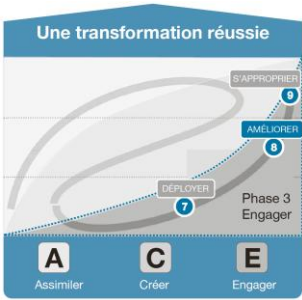 Une transformation réussie
S'APPROPRIER
9
AMÉLIORER
8
DÉPLOYER
7
Phase 3
Engager
A C E
Assimiler Créer Engager